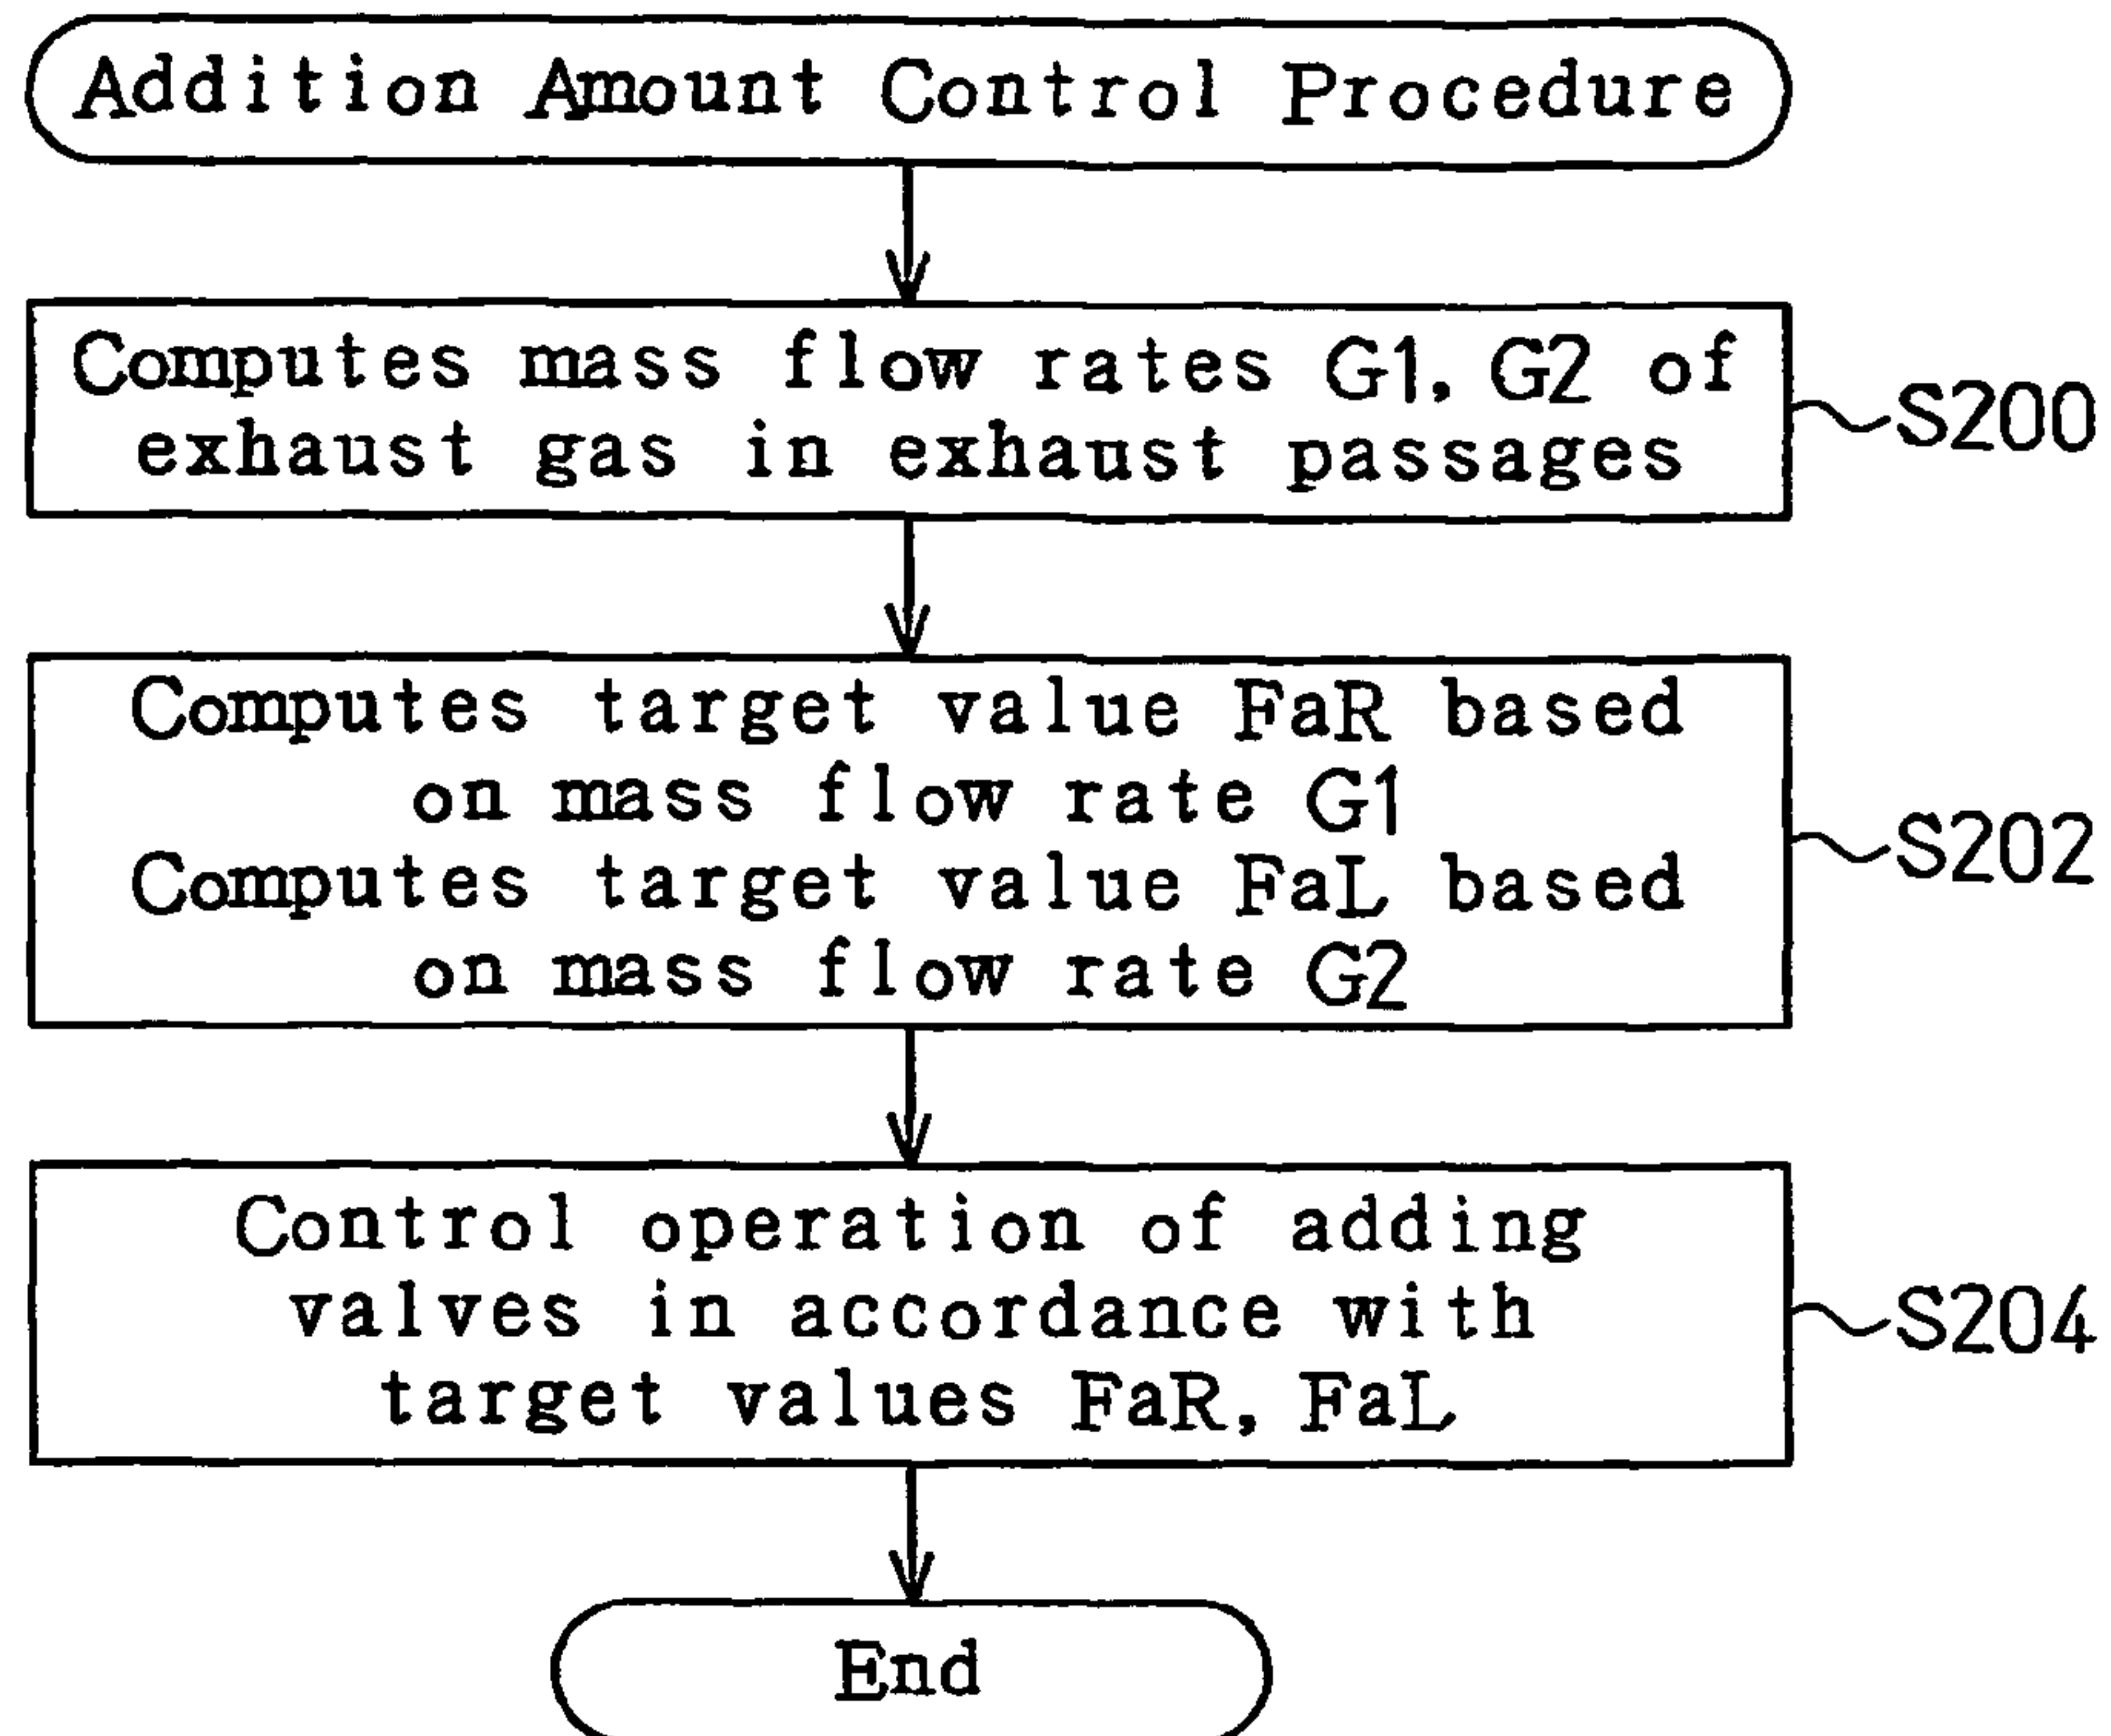 Addition Amount Control Procedure
Computes mass flow rates G1, G2 of
exhaust gas in exhaust passages
S200
Computes target value FaR based
on mass flow rate G1
Computes target value FaL based
on mass flow rate G2
S202
Control operation of adding
valves in accordance with
target values FaR, FaL
S204
End